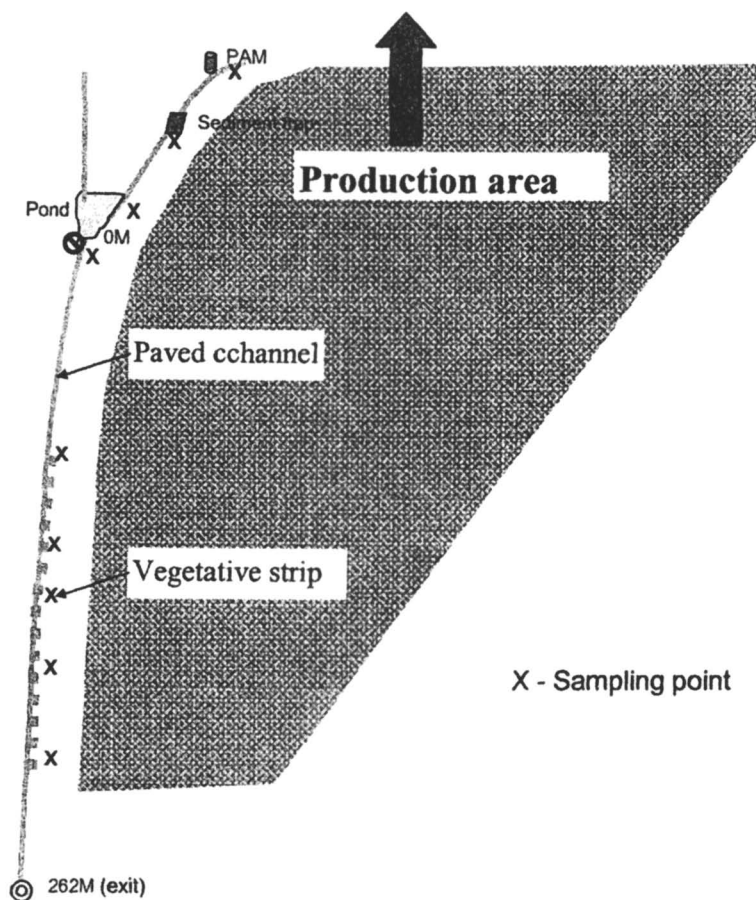 PAM
Sediment trap
Production area
Pond
0M
Paved cchannel
Vegetative strip
X - Sampling point
262M (exit)
X
X
X
X
X
X
X
X
X